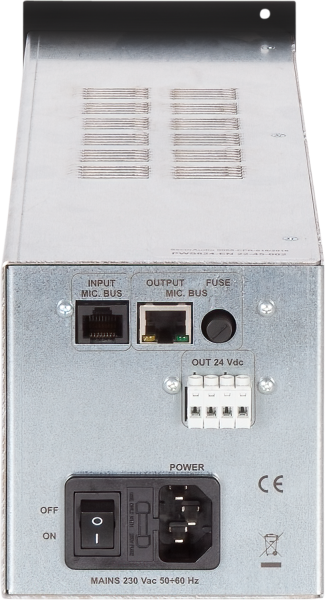 INPUT
MIC. BUS
OUTPUT
MIC. BUS
FUSE
OUT 24 Vdc
POWER
CE
OFF
ON
MAINS 230 Vac 50÷60 Hz